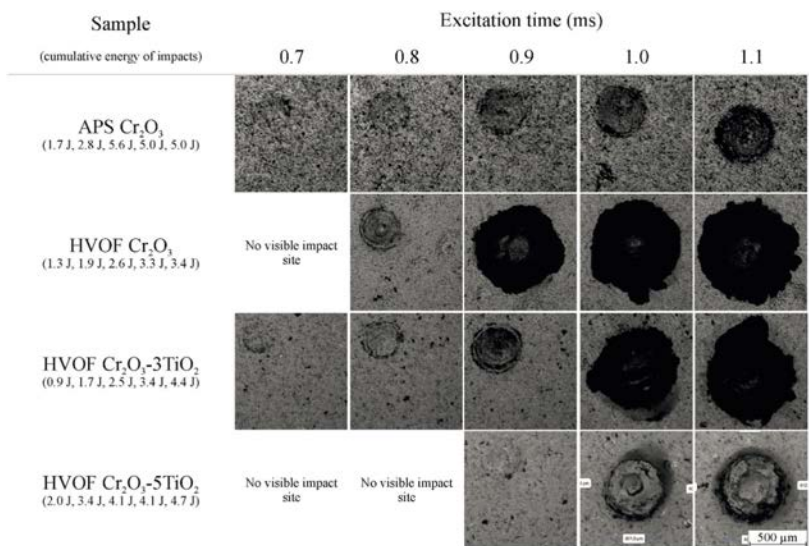 Sample
Excitation time (ms)
(cumulative energy of impacts)
0.7
0.8
0.9
1.0
1.1
APS Cr₂O₃
(1.7 J, 2.8 J, 5.6 J, 5.0 J, 5.0 J)
HVOF Cr₂O₃
(1.3 J, 1.9 J, 2.6 J, 3.3 J, 3.4 J)
No visible impact
site
HVOF Cr₂O₃-3TiO₂
(0.9 J, 1.7 J, 2.5 J, 3.4 J, 4.4 J)
HVOF Cr₂O₃-5TiO₂
(2.0 J, 3.4 J, 4.1 J, 4.1 J, 4.7 J)
No visible impact
site
No visible impact
site
500 µm